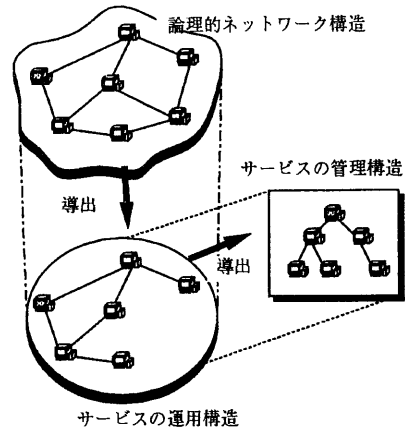 論理的ネットワーク構造
サービスの管理構造
導出
導出
サービスの運用構造